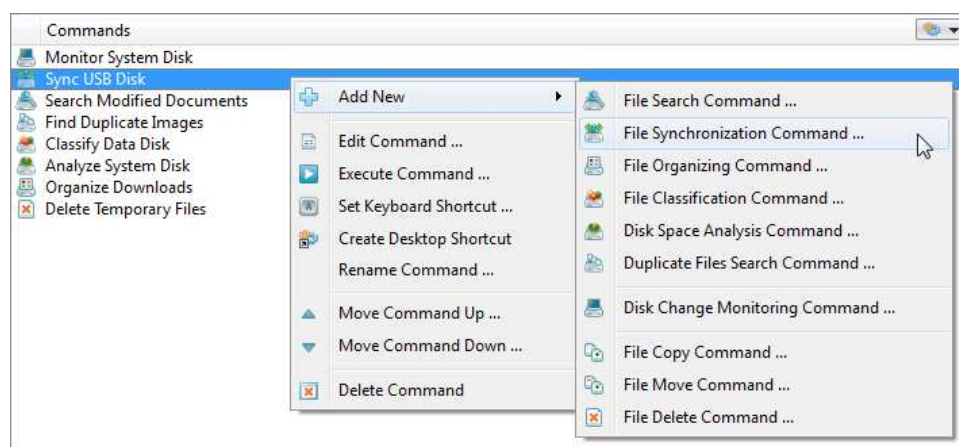 Commands
Monitor System Disk
Sync USB Disk
Search Modified Documents
Find Duplicate Images
Classify Data Disk
Analyze System Disk
Organize Downloads
Delete Temporary Files
Add New
Edit Command ...
Execute Command ...
Set Keyboard Shortcut ...
Create Desktop Shortcut
Rename Command ...
Move Command Up ...
Move Command Down ...
Delete Command
File Search Command ...
File Synchronization Command ...
File Organizing Command ...
File Classification Command ...
Disk Space Analysis Command ...
Duplicate Files Search Command ...
Disk Change Monitoring Command ...
File Copy Command ...
File Move Command ...
File Delete Command ...